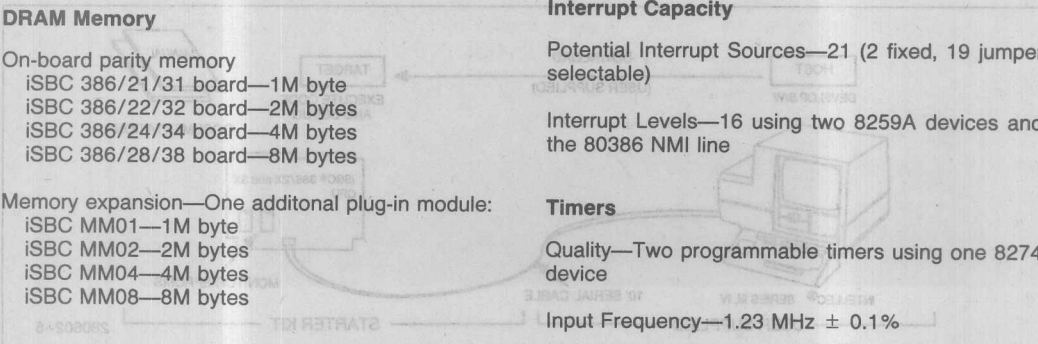 DRAM Memory
On-board parity memory
iSBC 386/21/31 board—1M byte
iSBC 386/22/32 board—2M bytes
iSBC 386/24/34 board—4M bytes
iSBC 386/28/38 board—8M bytes
Memory expansion—One additonal plug-in module:
iSBC MM01—1M byte
iSBC MM02—2M bytes
iSBC MM04—4M bytes
iSBC MM08—8M bytes
Interrupt Capacity
Potential Interrupt Sources—21 (2 fixed, 19 jumper
selectable)
Interrupt Levels—16 using two 8259A devices and
the 80386 NMI line
Timers
Quality—Two programmable timers using one 8274
device
Input Frequency—1.23 MHz ± 0.1%